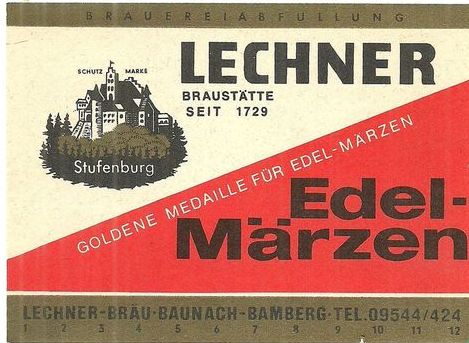 BRAUEREIABFÜLLUNG
SCHUTZ MARKE
LECHNER
BRAUSTÄTTE
SEIT 1729
Stufenburg
GOLDENE MEDAILLE FÜR EDEL-MÄRZEN
Edel-
Märzen
LECHNER-BRÄU·BAUNACH-BAMBERG·TEL.09544/424
1 2 3 4 5 6 7 8 9 10 11 12